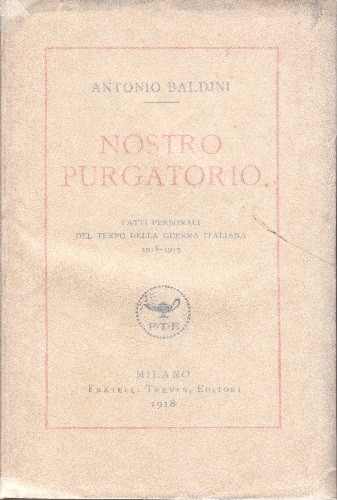 ANTONIO BALDINI
NOSTRO
PURGATORIO
FATTI PERSONALI
DEL TEMPO DELLA GUERRA ITALIANA
1915-1917
F·T·E
MILANO
FRATELLI TREVES, EDITORI
1918